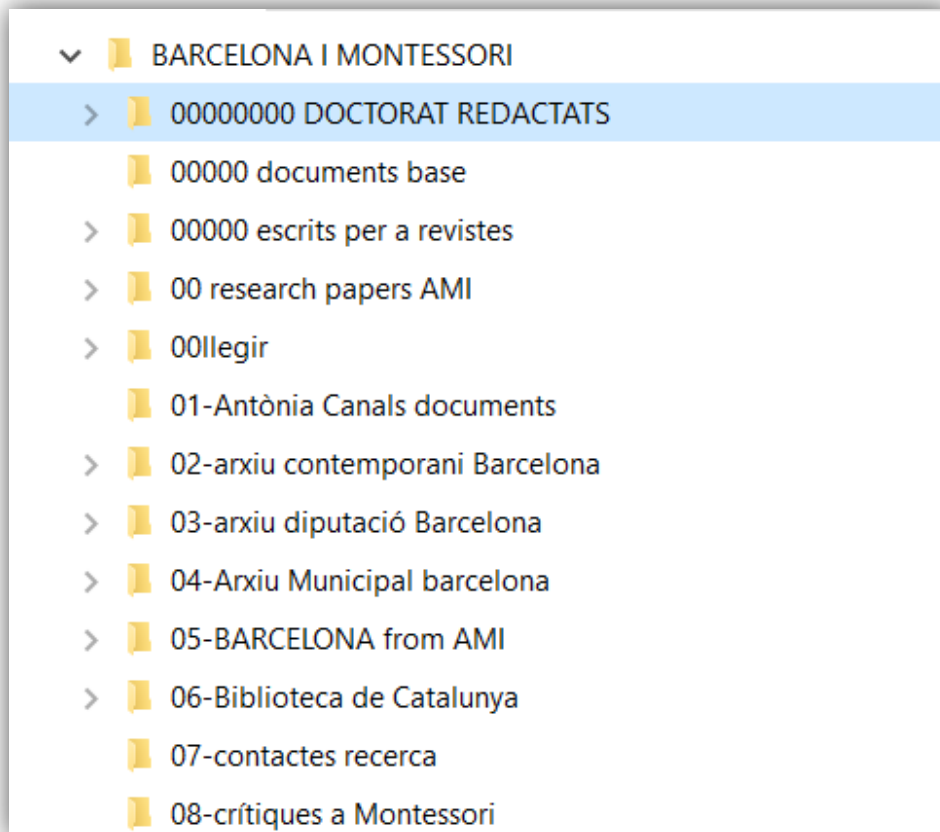 BARCELONA I MONTESSORI
00000000 DOCTORAT REDACTATS
00000 documents base
00000 escrits per a revistes
00 research papers AMI
00llegir
01-Antònia Canals documents
02-arxiu contemporani Barcelona
03-arxiu diputació Barcelona
04-Arxiu Municipal barcelona
05-BARCELONA from AMI
06-Biblioteca de Catalunya
07-contactes recerca
08-crítiques a Montessori